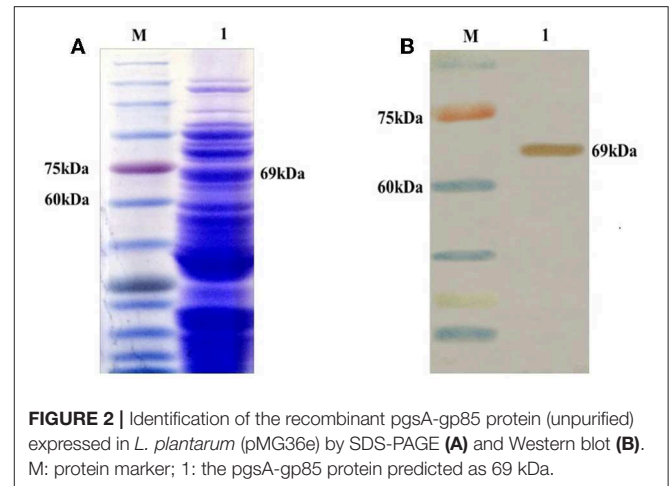 A
M
1
75kDa
60kDa
69kDa
B
M
1
75kDa
60kDa
69kDa
FIGURE 2 | Identification of the recombinant pgsA-gp85 protein (unpurified)
expressed in L. plantarum (pMG36e) by SDS-PAGE (A) and Western blot (B).
M: protein marker; 1: the pgsA-gp85 protein predicted as 69 kDa.